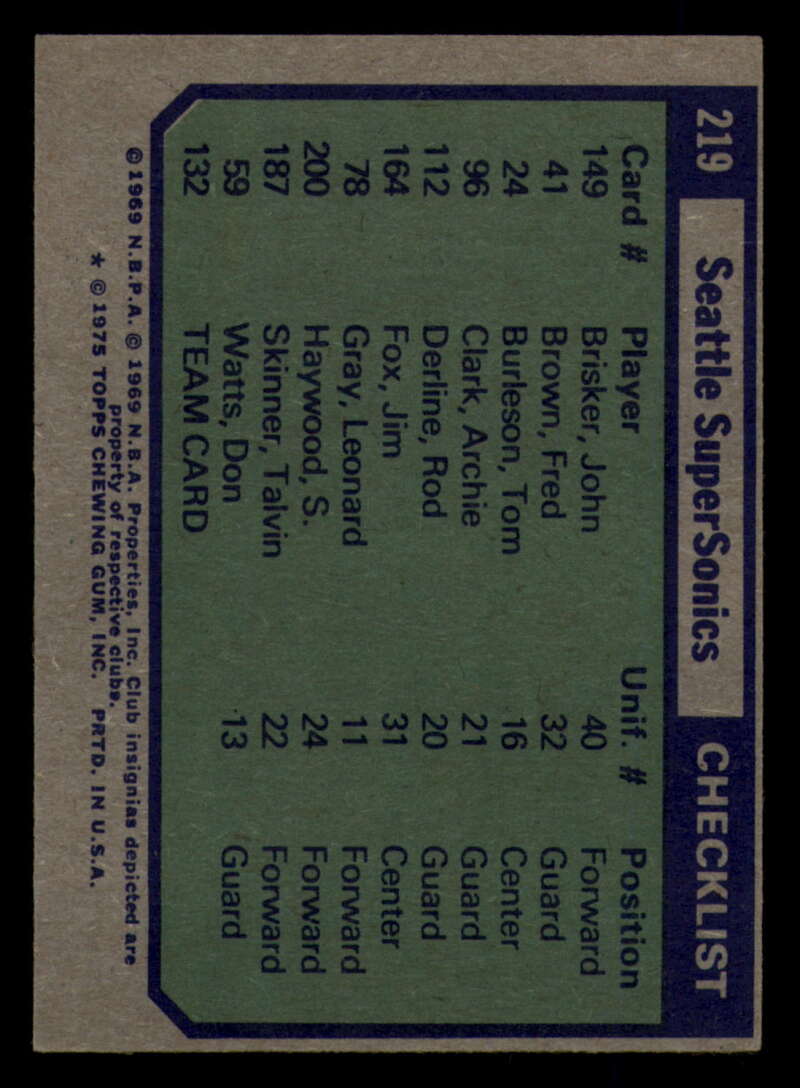 219 Seattle SuperSonics CHECKLIST
Card # Player Unif. # Position
149 Brisker, John 40 Forward
41 Brown, Fred 32 Guard
24 Burleson, Tom 16 Center
96 Clark, Archie 21 Guard
112 Derline, Rod 20 Guard
164 Fox, Jim 31 Center
78 Gray, Leonard 11 Forward
200 Haywood, S. 24 Forward
187 Skinner, Talvin 22 Forward
59 Watts, Don 13 Guard
132 TEAM CARD
© 1969 N.B.P.A. © 1969 N.B.A. Properties, Inc. Club insignias depicted are
property of respective clubs.
* © 1975 TOPPS CHEWING GUM, INC. PRTD. IN U.S.A.